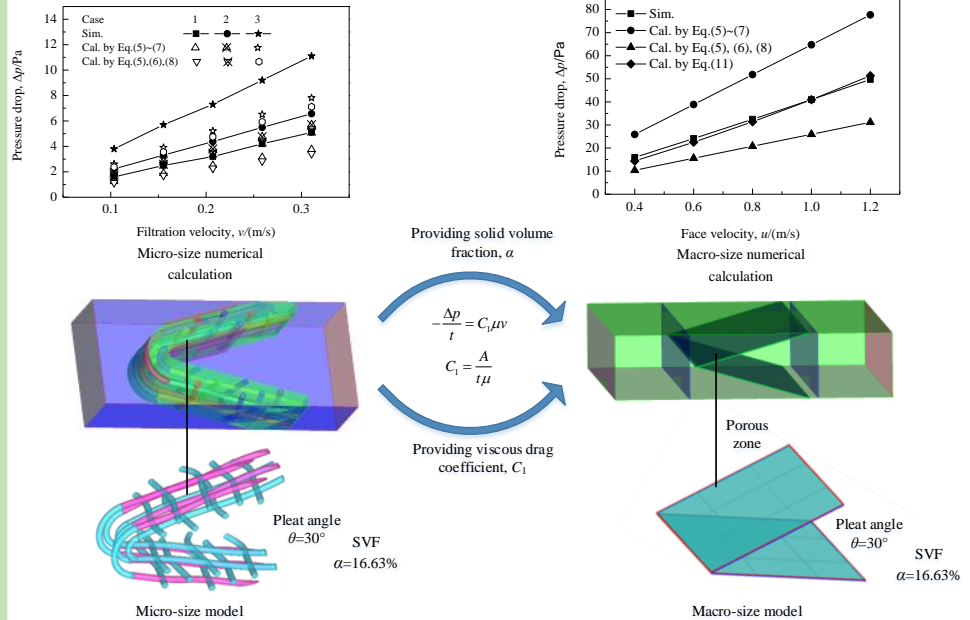 14
12
10
8
6
4
2
0
Pressure drop, Δp/Pa
Case 1 2 3
Sim.
Cal. by Eq.(5)~(7)
Cal. by Eq.(5),(6),(8)
0.1 0.2 0.3
Filtration velocity, v/(m/s)
Micro-size numerical
calculation
80
70
60
50
40
30
20
10
0
Pressure drop, Δp/Pa
Sim.
Cal. by Eq.(5)~(7)
Cal. by Eq.(5), (6), (8)
Cal. by Eq.(11)
0.4 0.6 0.8 1.0 1.2
Face velocity, u/(m/s)
Macro-size numerical
calculation
Providing solid volume
fraction, α
−Δp/t = C₁μv
C₁ = A/tμ
Providing viscous drag
coefficient, C₁
Porous
zone
Pleat angle
θ=30°
SVF
α=16.63%
Micro-size model
Pleat angle
θ=30°
SVF
α=16.63%
Macro-size model